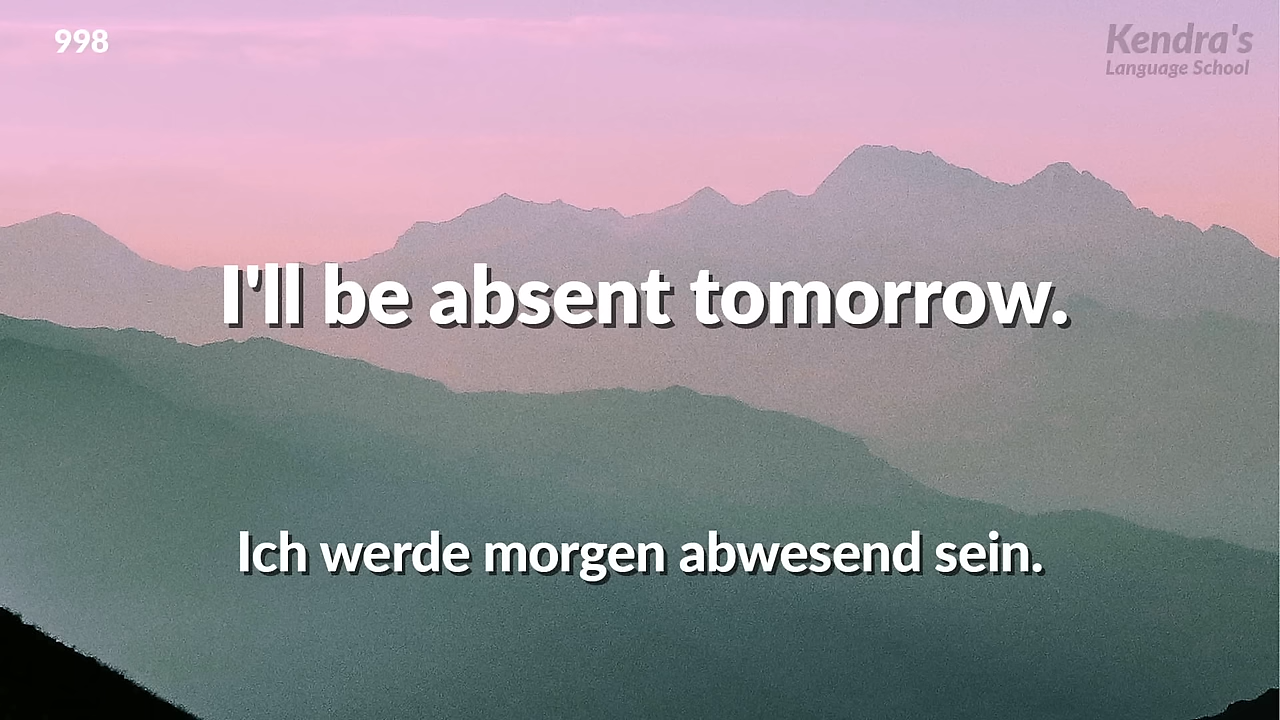 998
Kendra's
Language School
I'll be absent tomorrow.
Ich werde morgen abwesend sein.